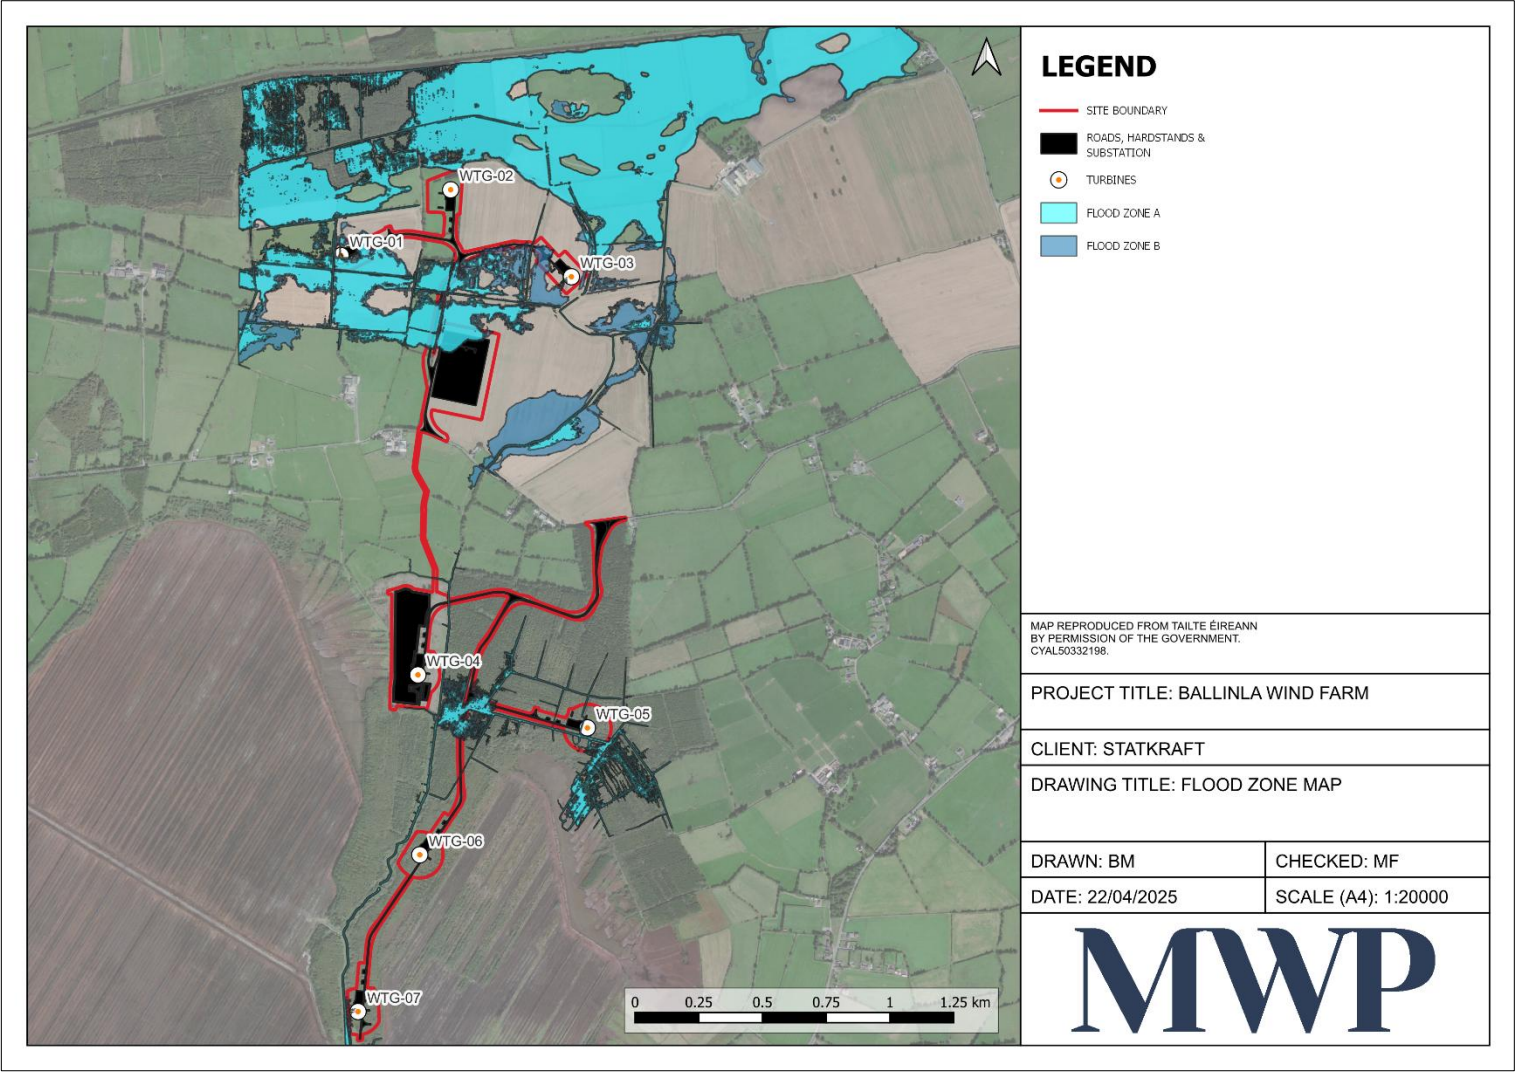 WTG-02
WTG-01
WTG-03
WTG-04
WTG-05
WTG-06
WTG-07
0 0.25 0.5 0.75 1 1.25 km
LEGEND
SITE BOUNDARY
ROADS, HARDSTANDS &
SUBSTATION
TURBINES
FLOOD ZONE A
FLOOD ZONE B
MAP REPRODUCED FROM TAILTE ÉIREANN
BY PERMISSION OF THE GOVERNMENT.
CYAL50332198.
PROJECT TITLE: BALLINLA WIND FARM
CLIENT: STATKRAFT
DRAWING TITLE: FLOOD ZONE MAP
DRAWN: BM
CHECKED: MF
DATE: 22/04/2025
SCALE (A4): 1:20000
MWP